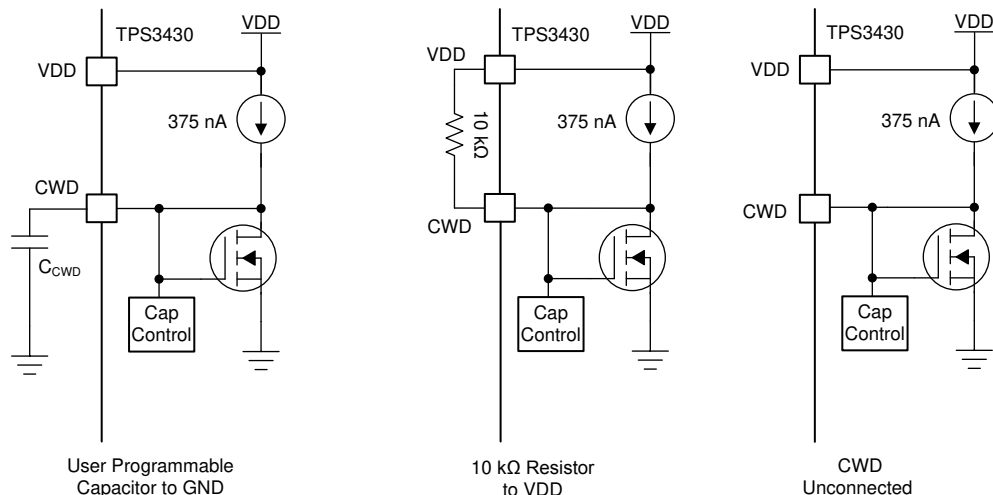 TPS3430
VDD
VDD
375 nA
CWD
CCWD
Cap
Control
User Programmable
Capacitor to GND
TPS3430
VDD
VDD
10 kΩ
375 nA
CWD
Cap
Control
10 kΩ Resistor
to VDD
TPS3430
VDD
VDD
375 nA
CWD
Cap
Control
CWD
Unconnected